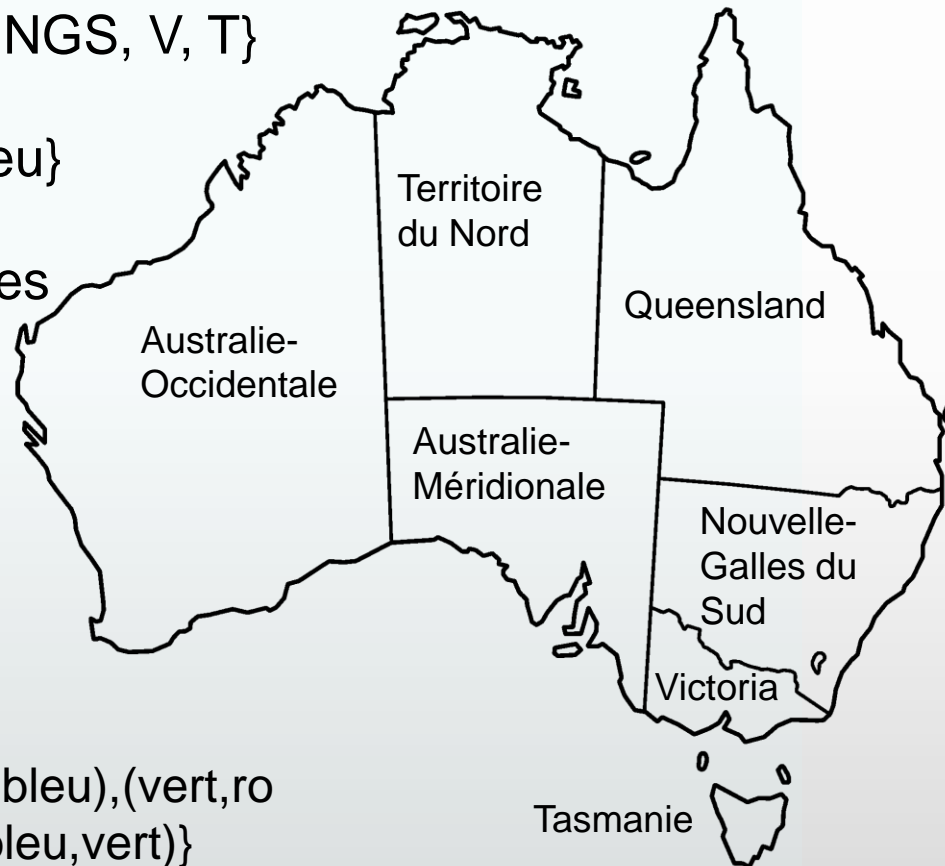 NGS, V, T}
eu}
es
Territoire
du Nord
Queensland
Australie-
Occidentale
Australie-
Méridionale
Nouvelle-
Galles du
Sud
Victoria
bleu),(vert,ro
bleu,vert)}
Tasmanie